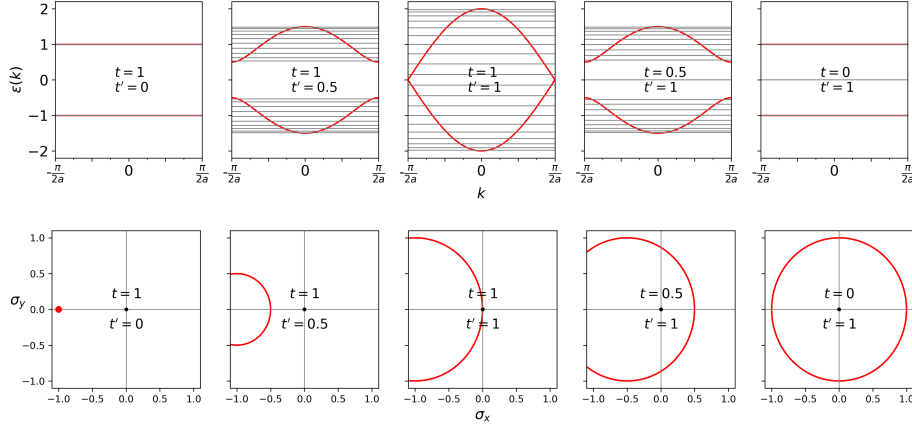 2
1
0
−1
−2
ε(k)
t = 1
t′ = 0
t = 1
t′ = 0.5
t = 1
t′ = 1
t = 0.5
t′ = 1
t = 0
t′ = 1
-π/2a 0 π/2a
-π/2a 0 π/2a
-π/2a 0 π/2a
-π/2a 0 π/2a
-π/2a 0 π/2a
k
1.0
0.5
0.0
−0.5
−1.0
σy
t = 1
t′ = 0
t = 1
t′ = 0.5
t = 1
t′ = 1
t = 0.5
t′ = 1
t = 0
t′ = 1
−1.0 −0.5 0.0 0.5 1.0
−1.0 −0.5 0.0 0.5 1.0
−1.0 −0.5 0.0 0.5 1.0
−1.0 −0.5 0.0 0.5 1.0
−1.0 −0.5 0.0 0.5 1.0
σx